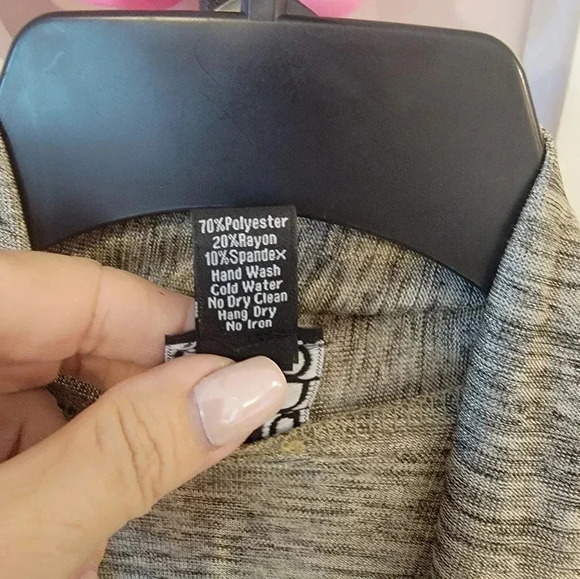 70%Polyester
20%Rayon
10%Spandex
Hand Wash
Cold Water
No Dry Clean
Hang Dry
No Iron